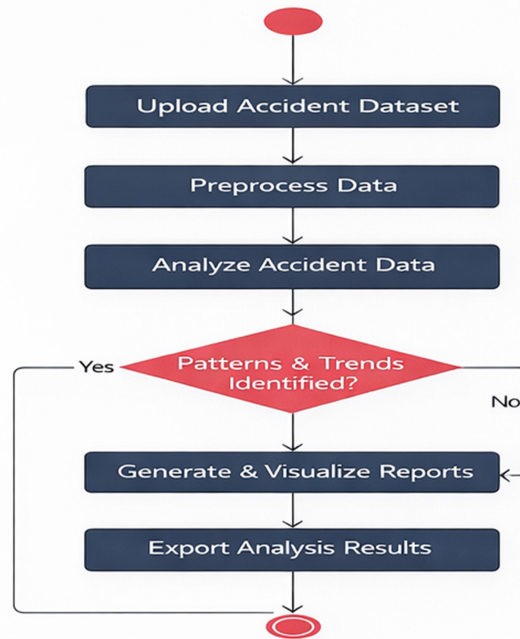 Upload Accident Dataset
Preprocess Data
Analyze Accident Data
Yes
Patterns & Trends
Identified?
No
Generate & Visualize Reports
Export Analysis Results